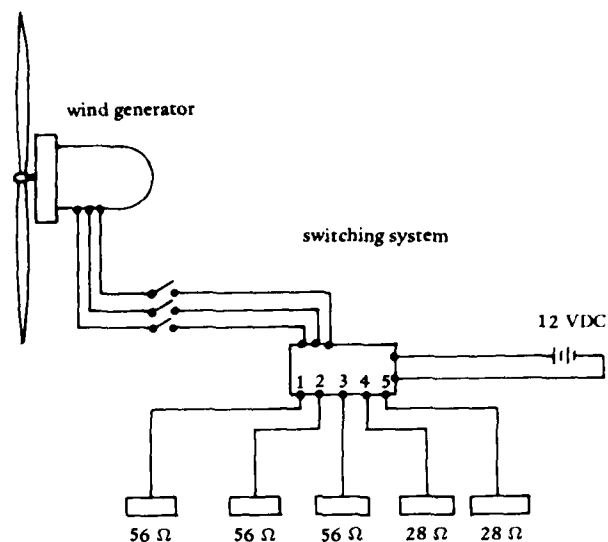 wind generator
switching system
12 VDC
1 2 3 4 5
56 Ω 56 Ω 56 Ω 28 Ω 28 Ω